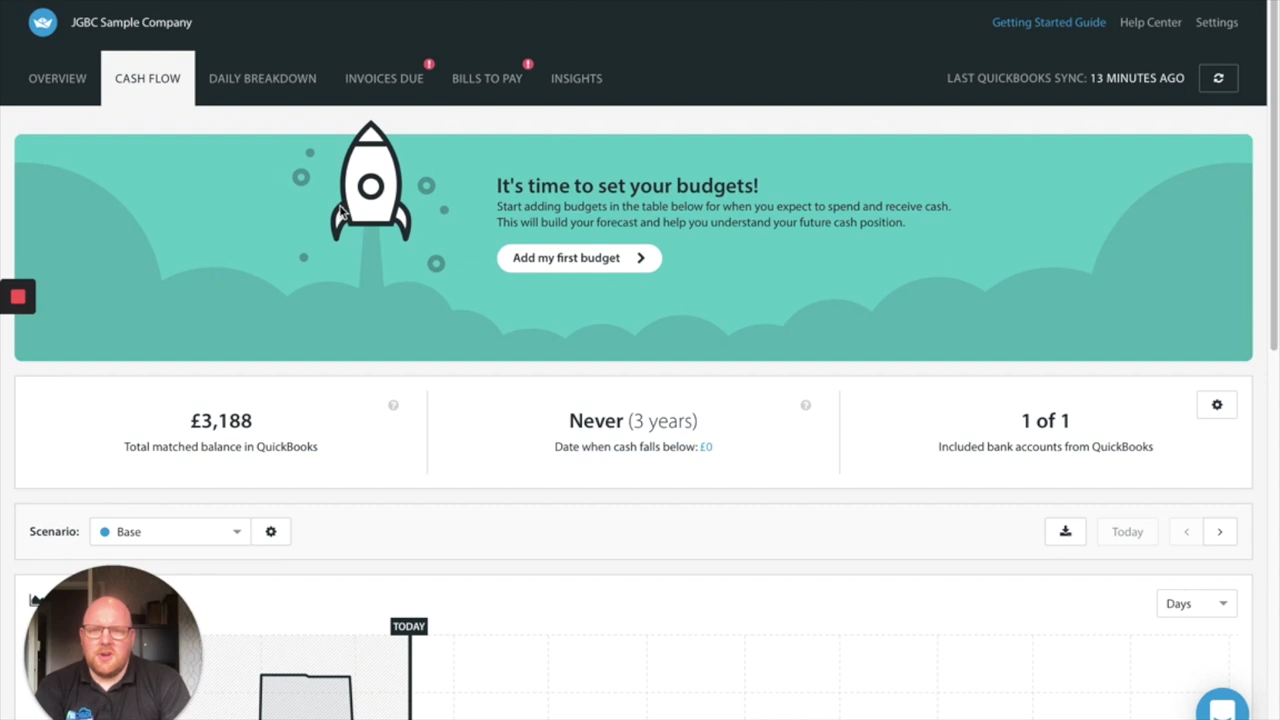 JGBC Sample Company
Getting Started Guide Help Center Settings
OVERVIEW CASH FLOW DAILY BREAKDOWN INVOICES DUE ! BILLS TO PAY ! INSIGHTS
LAST QUICKBOOKS SYNC: 13 MINUTES AGO
It's time to set your budgets!
Start adding budgets in the table below for when you expect to spend and receive cash.
This will build your forecast and help you understand your future cash position.
Add my first budget
£3,188
Total matched balance in QuickBooks
?
Never (3 years)
Date when cash falls below: £0
?
1 of 1
Included bank accounts from QuickBooks
Scenario: Base
Today
Days
TODAY